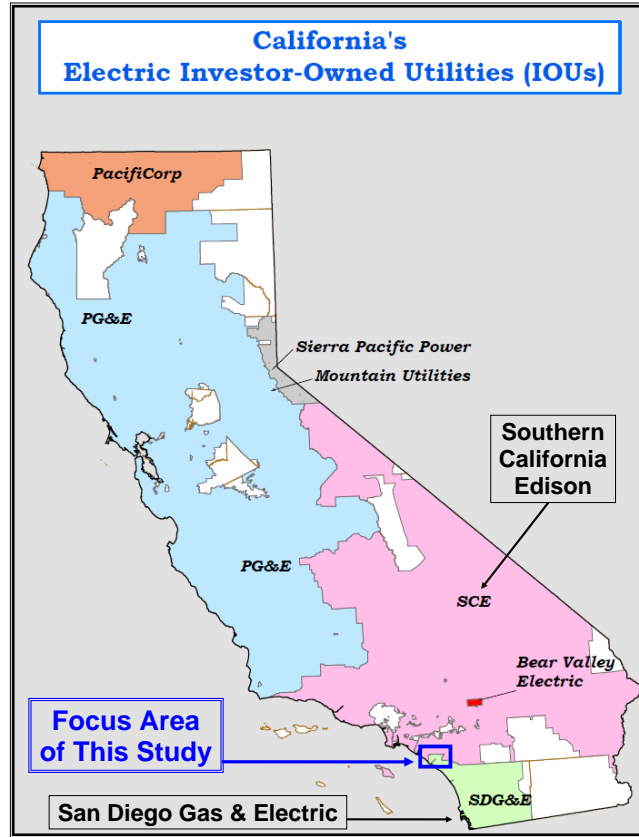 California's
Electric Investor-Owned Utilities (IOUs)
PacifiCorp
PG&E
Sierra Pacific Power
Mountain Utilities
Southern
California
Edison
PG&E
SCE
Bear Valley
Electric
Focus Area
of This Study
SDG&E
San Diego Gas & Electric